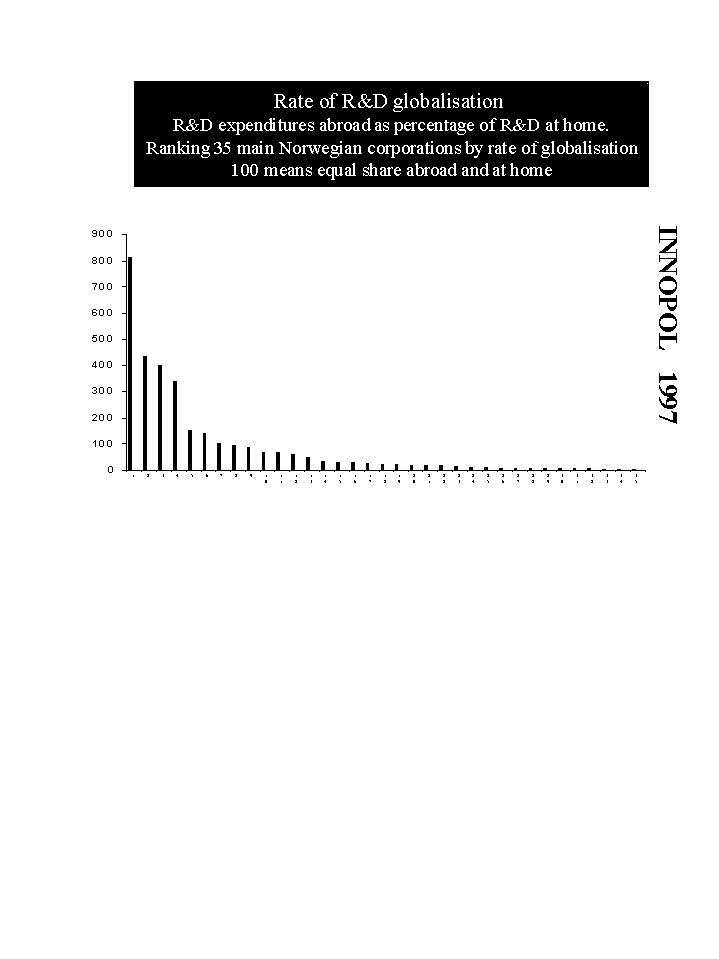 Rate of R&D globalisation
R&D expenditures abroad as percentage of R&D at home.
Ranking 35 main Norwegian corporations by rate of globalisation
100 means equal share abroad and at home
INNOPOL 1997
900
800
700
600
500
400
300
200
100
0